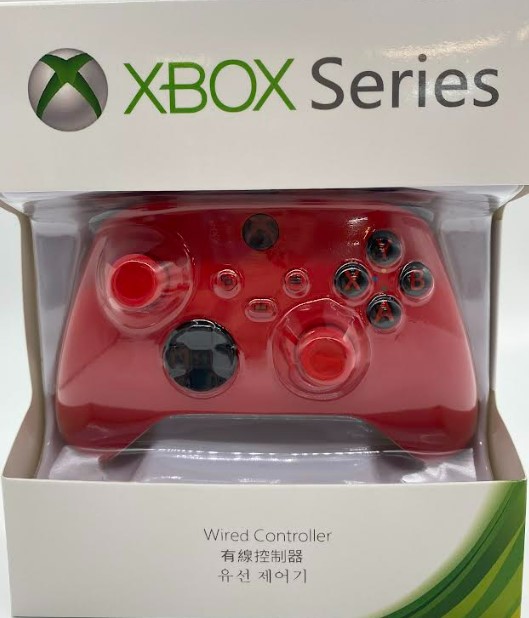 XBOX Series
Y
X B
A
Wired Controller
有線控制器
유선 제어기